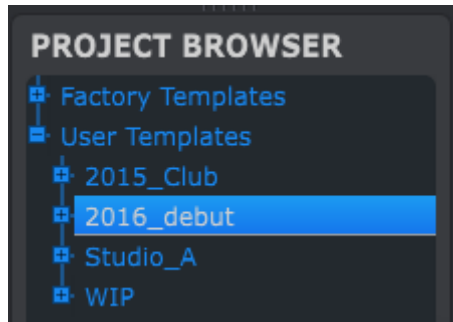 PROJECT BROWSER
Factory Templates
User Templates
2015_Club
2016_debut
Studio_A
WIP